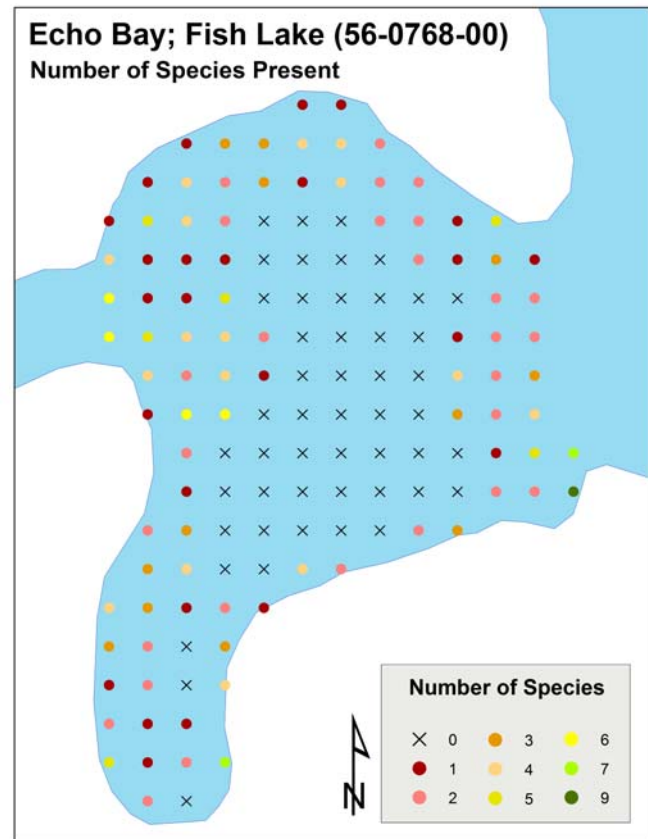 Echo Bay; Fish Lake (56-0768-00)
Number of Species Present
Number of Species
0 3 6
1 4 7
2 5 9
N